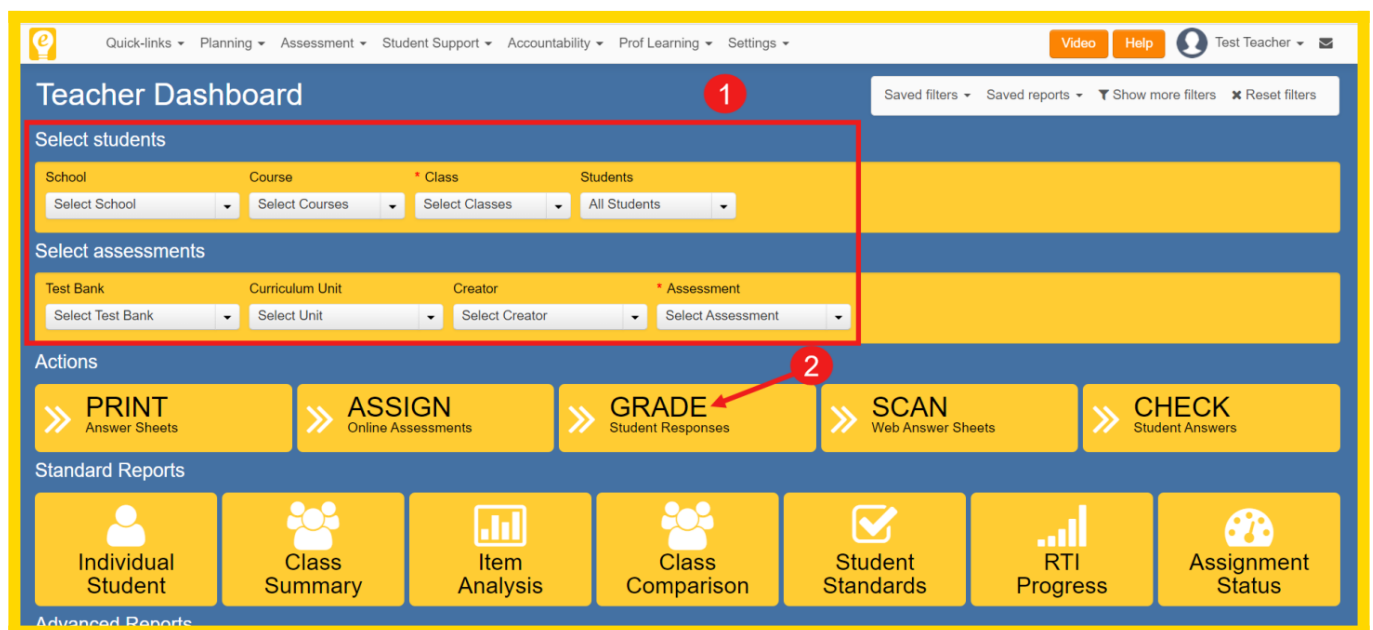 e Quick-links Planning Assessment Student Support Accountability Prof Learning Settings Video Help Test Teacher
Teacher Dashboard 1 Saved filters Saved reports Show more filters Reset filters
Select students
School Course * Class Students
Select School Select Courses Select Classes All Students
Select assessments
Test Bank Curriculum Unit Creator * Assessment
Select Test Bank Select Unit Select Creator Select Assessment
Actions 2
PRINT ASSIGN GRADE SCAN CHECK
Answer Sheets Online Assessments Student Responses Web Answer Sheets Student Answers
Standard Reports
Individual Class Item Class Student RTI Assignment
Student Summary Analysis Comparison Standards Progress Status
Advanced Reports